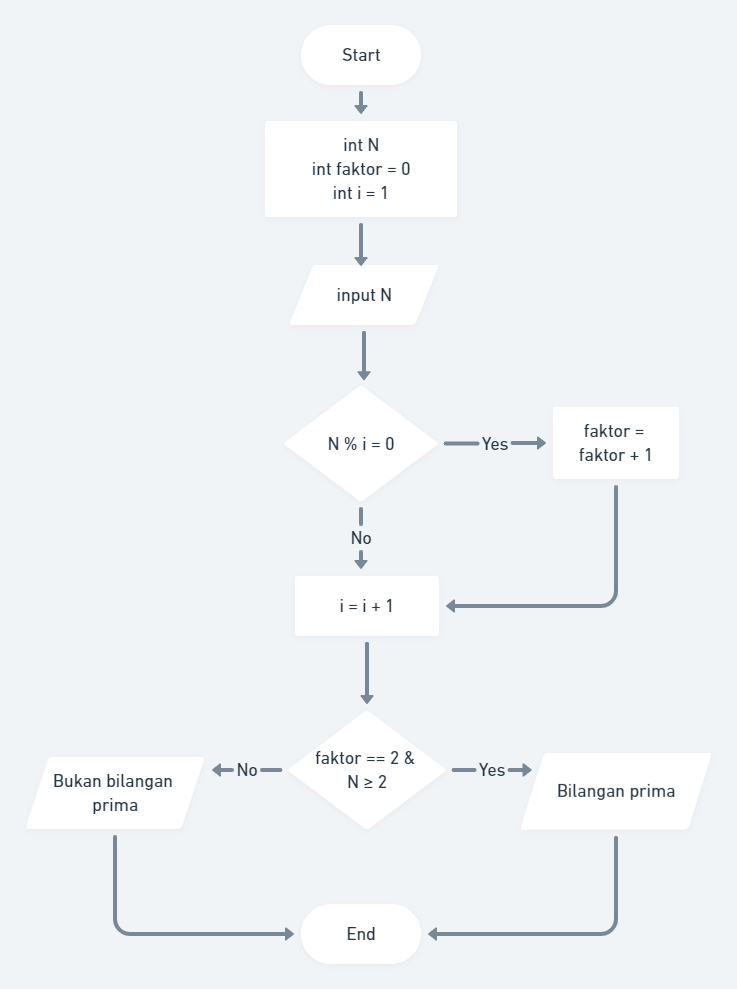 Start
int N
int faktor = 0
int i = 1
input N
N % i = 0
Yes
faktor =
faktor + 1
No
i = i + 1
faktor == 2 &
N ≥ 2
No
Yes
Bukan bilangan
prima
Bilangan prima
End